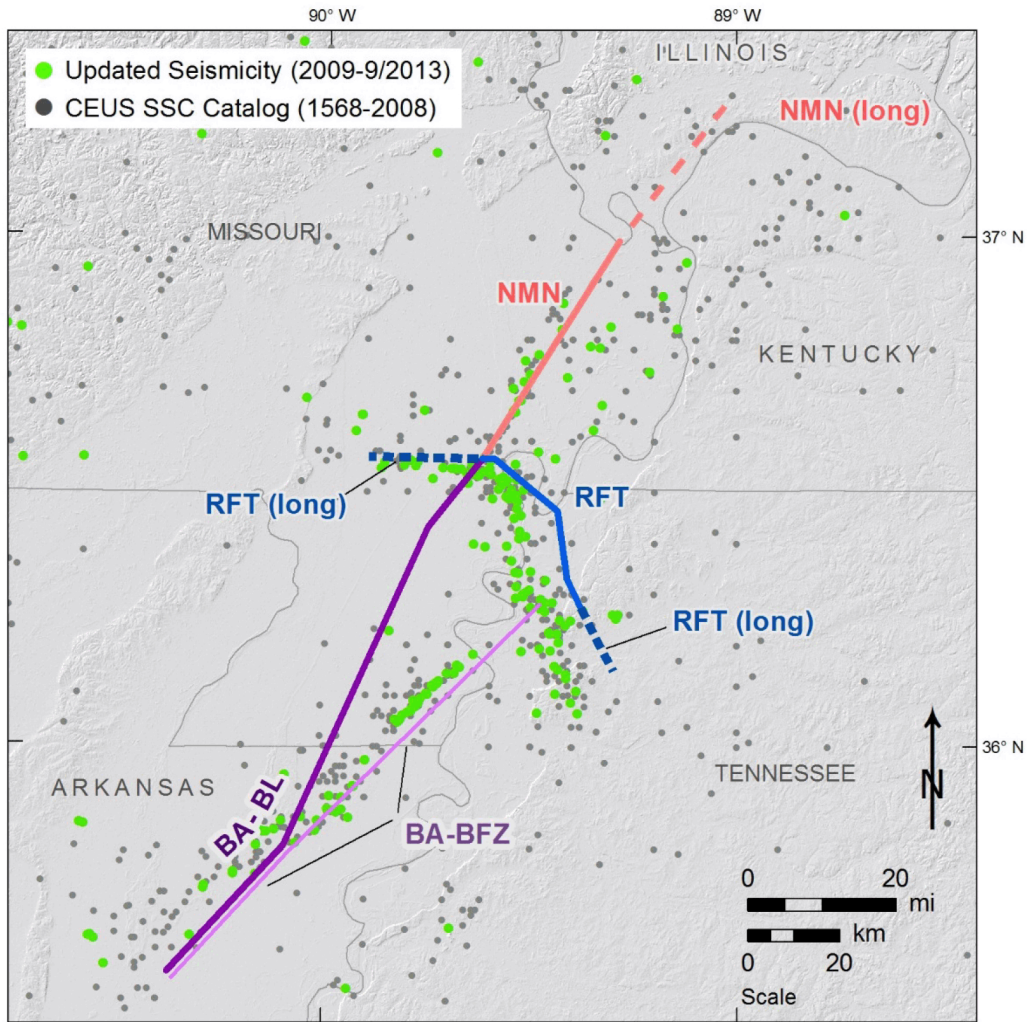 90° W
89° W
Updated Seismicity (2009-9/2013)
CEUS SSC Catalog (1568-2008)
ILLINOIS
NMN (long)
MISSOURI
37° N
NMN
KENTUCKY
RFT (long)
RFT
RFT (long)
36° N
ARKANSAS
TENNESSEE
N
BA- BL
BA-BFZ
0 20
mi
km
0 20
Scale